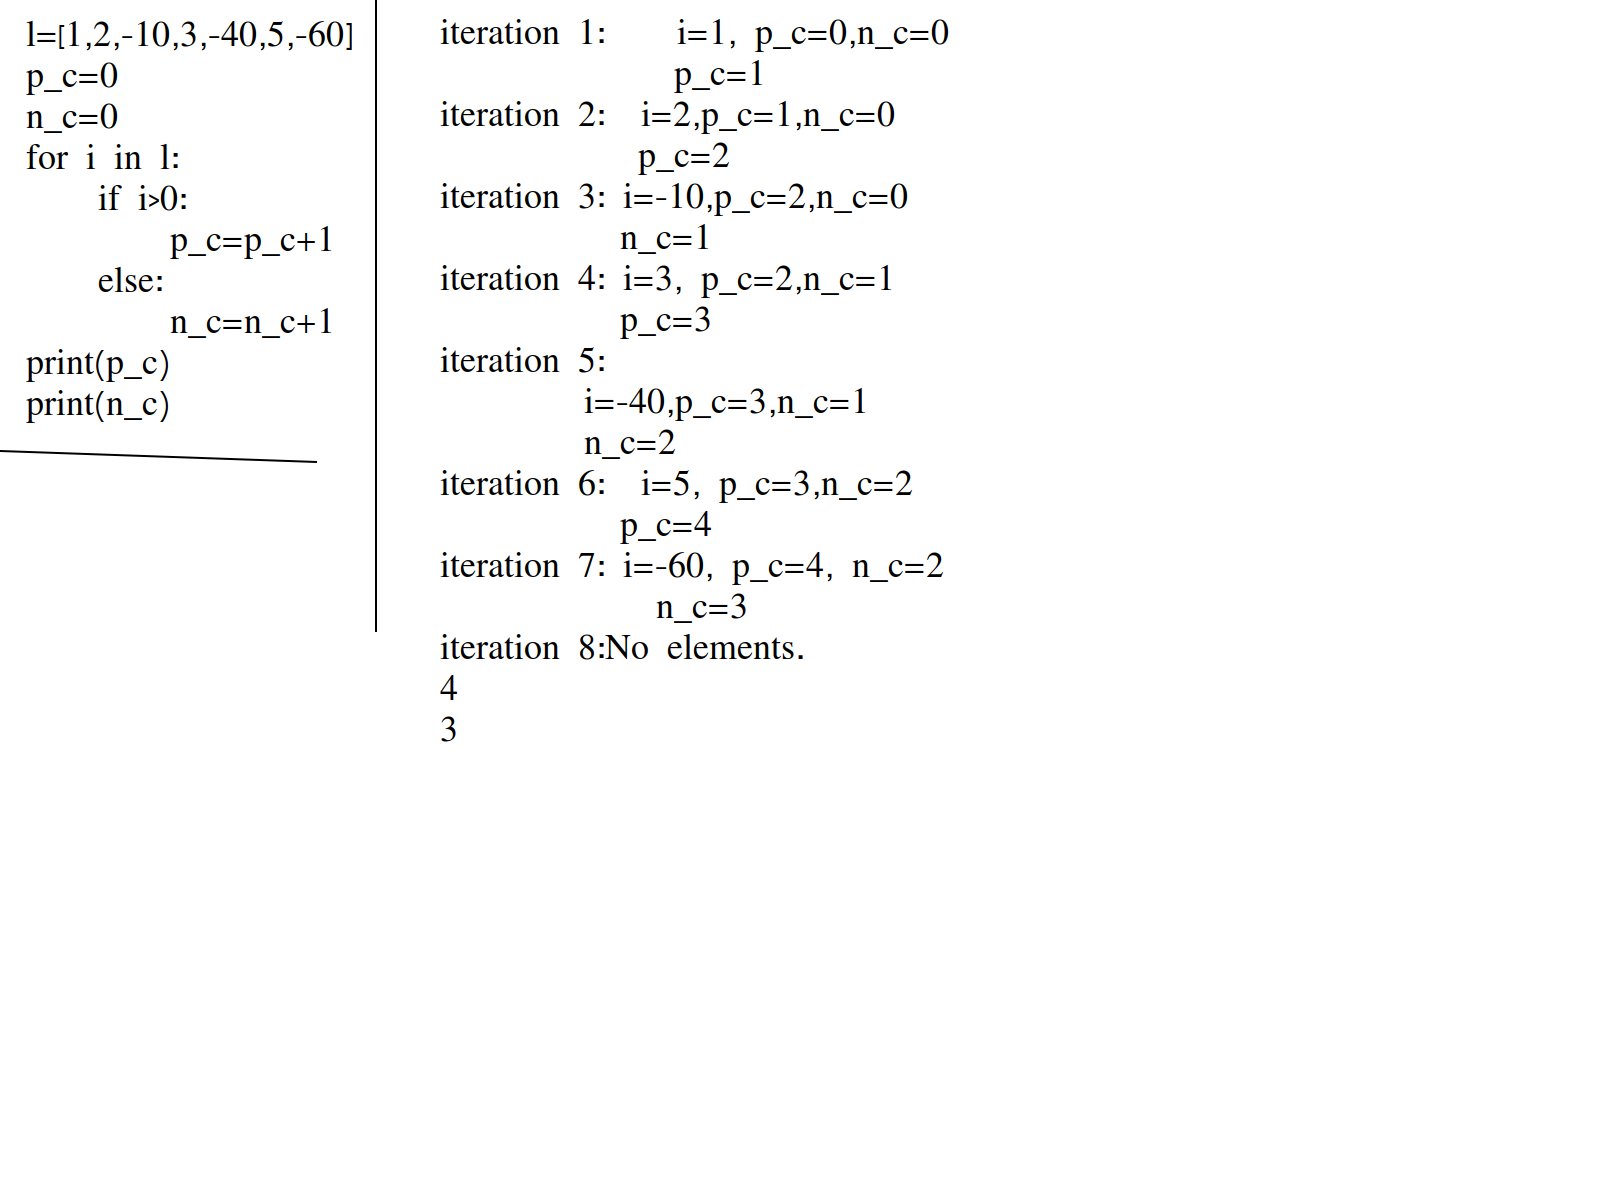 l=[1,2,-10,3,-40,5,-60]
p_c=0
n_c=0
for i in l:
if i>0:
p_c=p_c+1
else:
n_c=n_c+1
print(p_c)
print(n_c)
iteration 1: i=1, p_c=0,n_c=0
p_c=1
iteration 2: i=2,p_c=1,n_c=0
p_c=2
iteration 3: i=-10,p_c=2,n_c=0
n_c=1
iteration 4: i=3, p_c=2,n_c=1
p_c=3
iteration 5:
i=-40,p_c=3,n_c=1
n_c=2
iteration 6: i=5, p_c=3,n_c=2
p_c=4
iteration 7: i=-60, p_c=4, n_c=2
n_c=3
iteration 8:No elements.
4
3